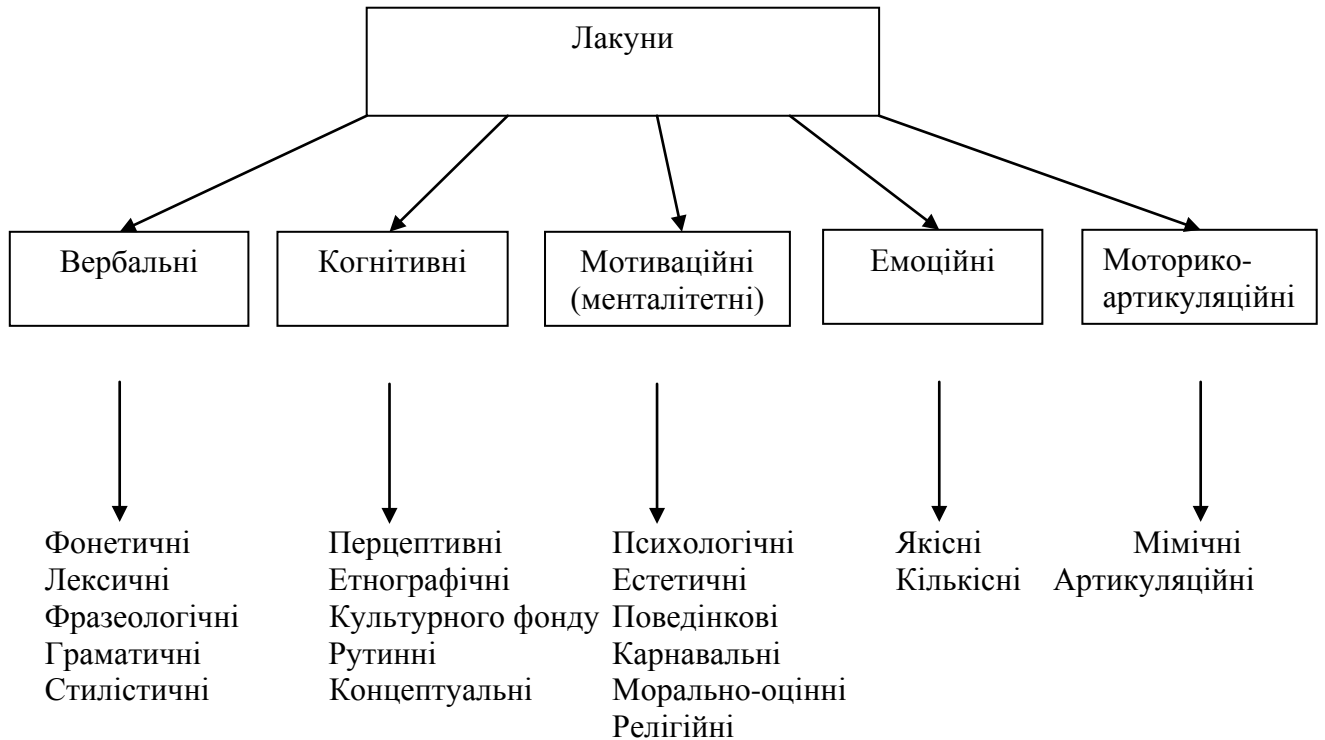 Лакуни
Вербальні
Когнітивні
Мотиваційні
(менталітетні)
Емоційні
Моторико-
артикуляційні
Фонетичні
Лексичні
Фразеологічні
Граматичні
Стилістичні
Перцептивні
Етнографічні
Культурного фонду
Рутинні
Концептуальні
Психологічні
Естетичні
Поведінкові
Карнавальні
Морально-оцінні
Релігійні
Якісні
Кількісні
Мімічні
Артикуляційні